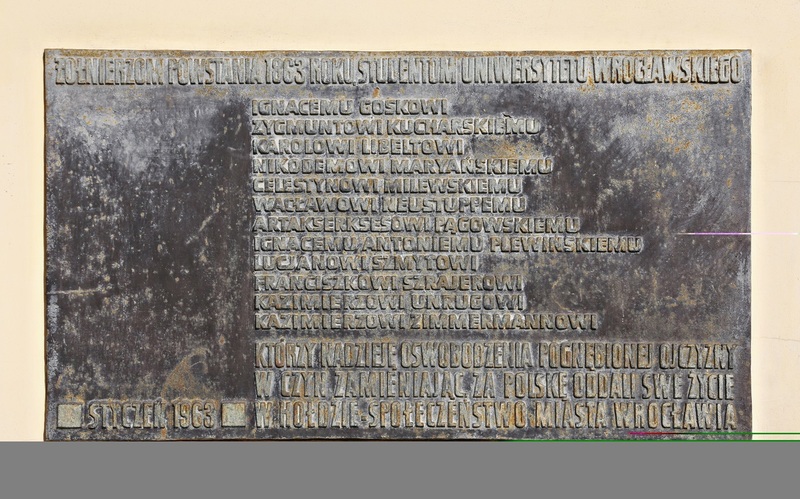 ŻOŁNIERZOM POWSTANIA 1863 ROKU, STUDENTOM UNIWERSYTETU WROCŁAWSKIEGO
IGNACEMU GOSKOWI
ZYGMUNTOWI KUCHARSKIEMU
KAROLOWI LIBELTOWI
NIKODEMOWI MARYAŃSKIEMU
CELESTYNOWI MILEWSKIEMU
WACŁAWOWI NEUSTUPPEMU
ARTAKSERKSESOWI PĄGOWSKIEMU
IGNACEMU ANTONIEMU PLEWIŃSKIEMU
LUCJANOWI SZMYTOWI
FRANCISZKOWI SZRAJEROWI
KAZIMIERZOWI UNRUGOWI
KAZIMIERZOWI ZIMMERMANNOWI
KTÓRZY NADZIEJĘ OSWOBODZENIA POGNĘBIONEJ OJCZYZNY
W CZYN ZAMIENIAJĄC ZA POLSKĘ ODDALI SWE ŻYCIE
W HOŁDZIE - SPOŁECZEŃSTWO MIASTA WROCŁAWIA
STYCZEŃ 1963